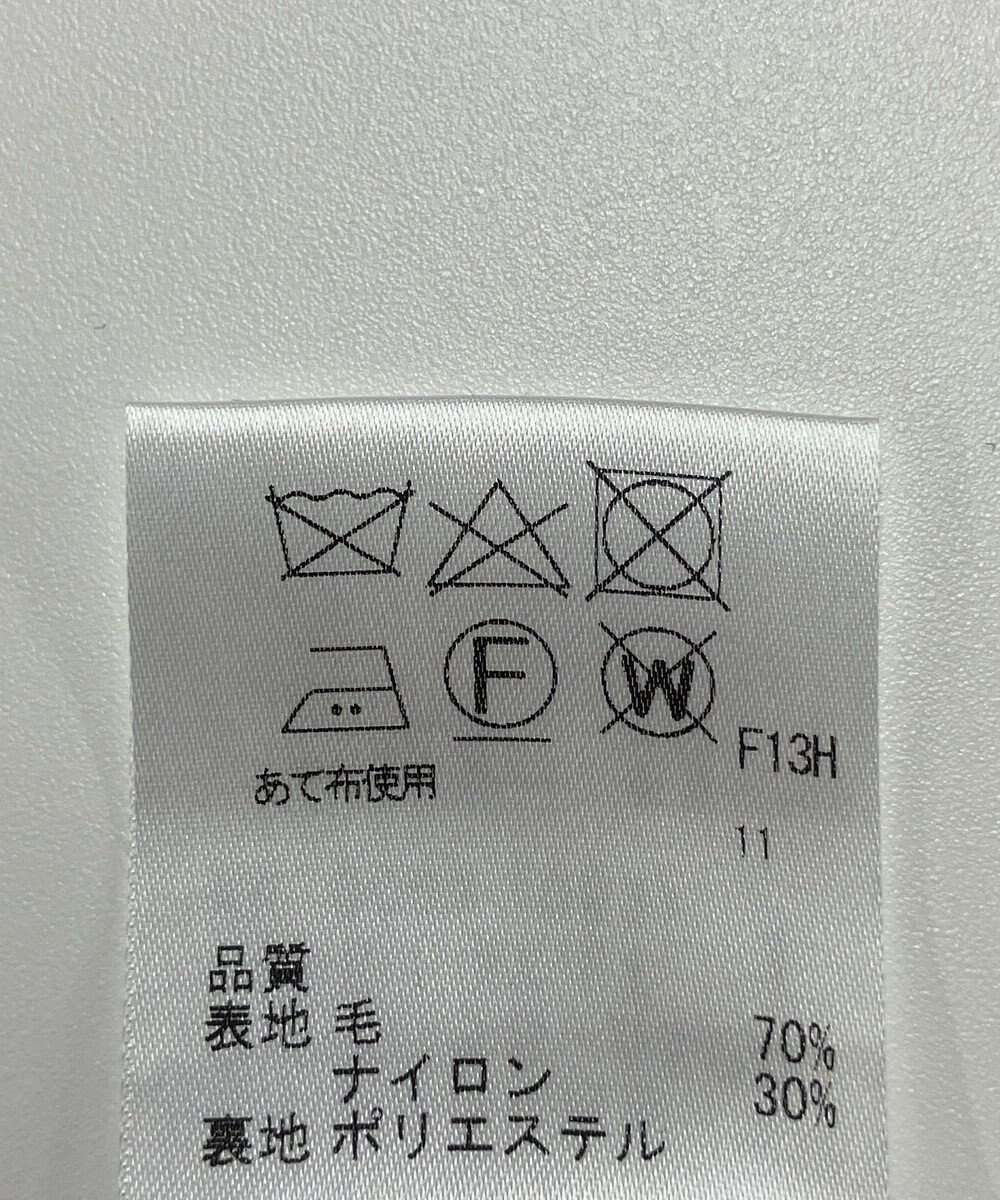 F W
F13H
あて布使用
11
品質
表地 毛 70%
ナイロン 30%
裏地 ポリエステル